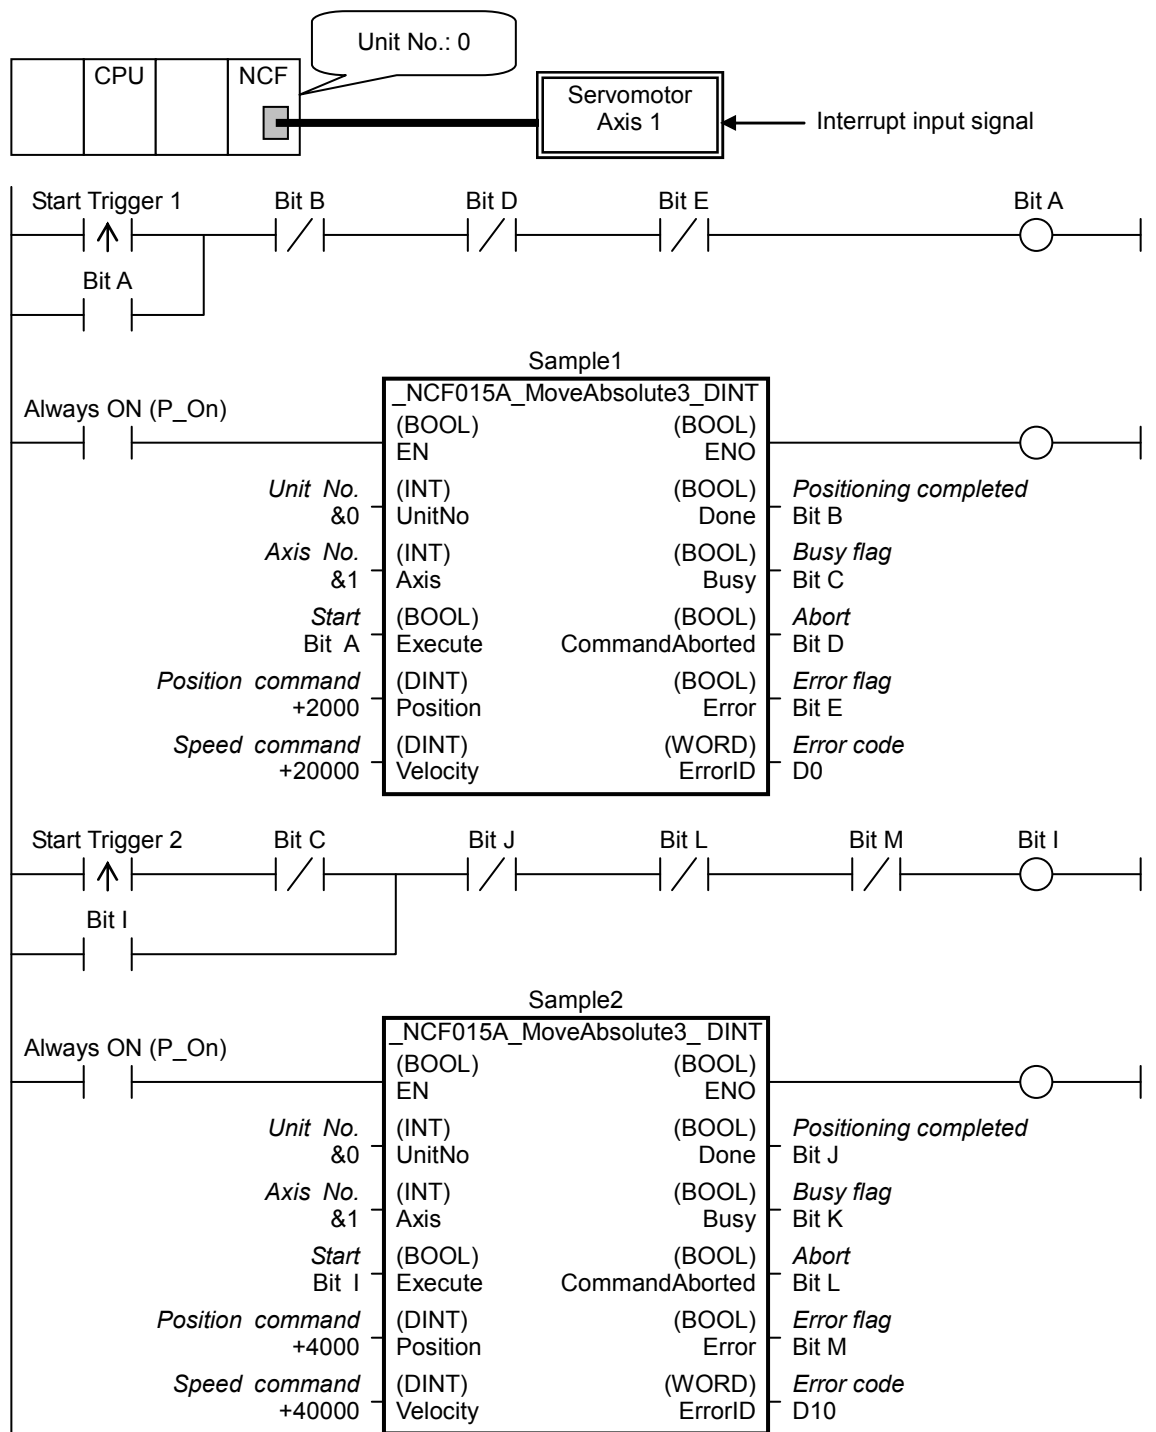 Unit No.: 0
CPU NCF
Servomotor
Axis 1
Interrupt input signal
Start Trigger 1 Bit B Bit D Bit E Bit A
Bit A
Sample1
_NCF015A_MoveAbsolute3_DINT
Always ON (P_On)
(BOOL) (BOOL)
EN ENO
Unit No. (INT) (BOOL) Positioning completed
&0 UnitNo Done Bit B
Axis No. (INT) (BOOL) Busy flag
&1 Axis Busy Bit C
Start (BOOL) (BOOL) Abort
Bit A Execute CommandAborted Bit D
Position command (DINT) (BOOL) Error flag
+2000 Position Error Bit E
Speed command (DINT) (WORD) Error code
+20000 Velocity ErrorID D0
Start Trigger 2 Bit C Bit J Bit L Bit M Bit I
Bit I
Sample2
_NCF015A_MoveAbsolute3_ DINT
Always ON (P_On)
(BOOL) (BOOL)
EN ENO
Unit No. (INT) (BOOL) Positioning completed
&0 UnitNo Done Bit J
Axis No. (INT) (BOOL) Busy flag
&1 Axis Busy Bit K
Start (BOOL) (BOOL) Abort
Bit I Execute CommandAborted Bit L
Position command (DINT) (BOOL) Error flag
+4000 Position Error Bit M
Speed command (DINT) (WORD) Error code
+40000 Velocity ErrorID D10